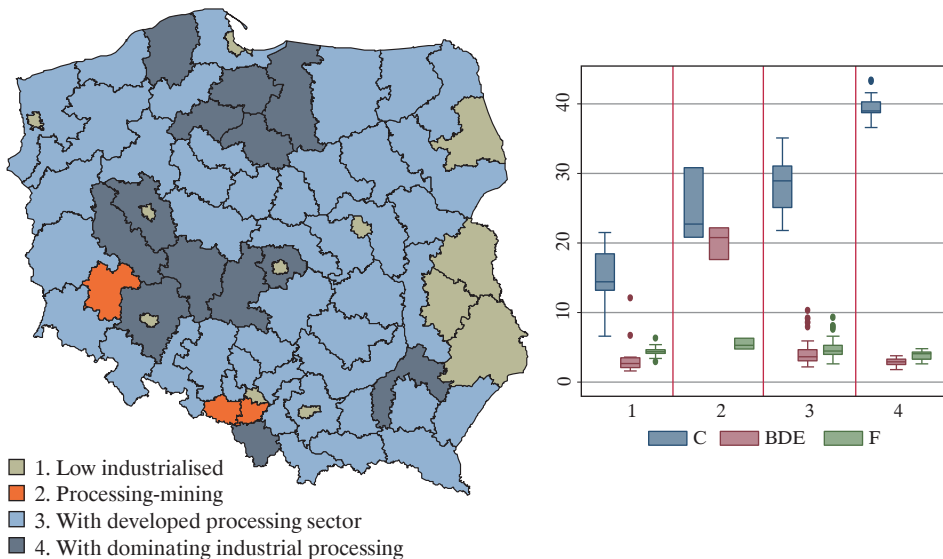 40
30
20
10
0
1 2 3 4
C BDE F
1. Low industrialised
2. Processing-mining
3. With developed processing sector
4. With dominating industrial processing